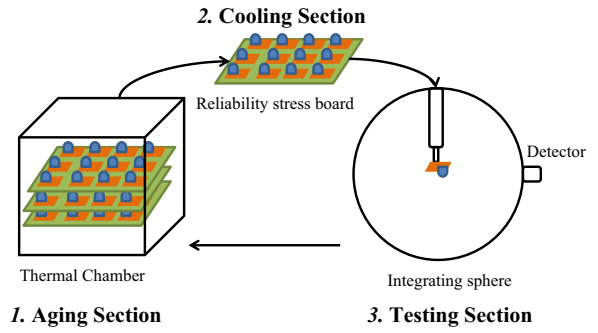 2. Cooling Section
Reliability stress board
Detector
Thermal Chamber
Integrating sphere
1. Aging Section
3. Testing Section